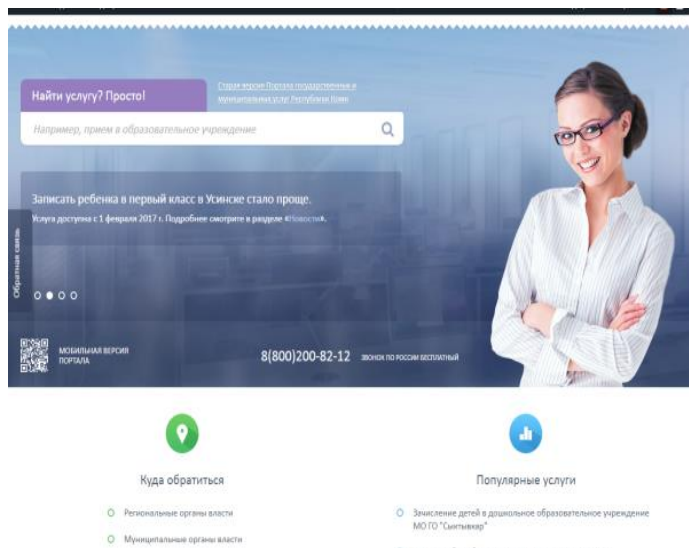 Найти услугу? Просто!
Старая версия Портала государственных и
муниципальных услуг Республики Коми
Например, прием в образовательное учреждение
Записать ребенка в первый класс в Усинске стало проще.
Услуга доступна с 1 февраля 2017 г. Подробнее смотрите в разделе «Новости».
Обратная связь
МОБИЛЬНАЯ ВЕРСИЯ
ПОРТАЛА
8(800)200-82-12 ЗВОНОК ПО РОССИИ БЕСПЛАТНЫЙ
Куда обратиться
Региональные органы власти
Муниципальные органы власти
Популярные услуги
Зачисление детей в дошкольное образовательное учреждение
МО ГО "Сыктывкар"